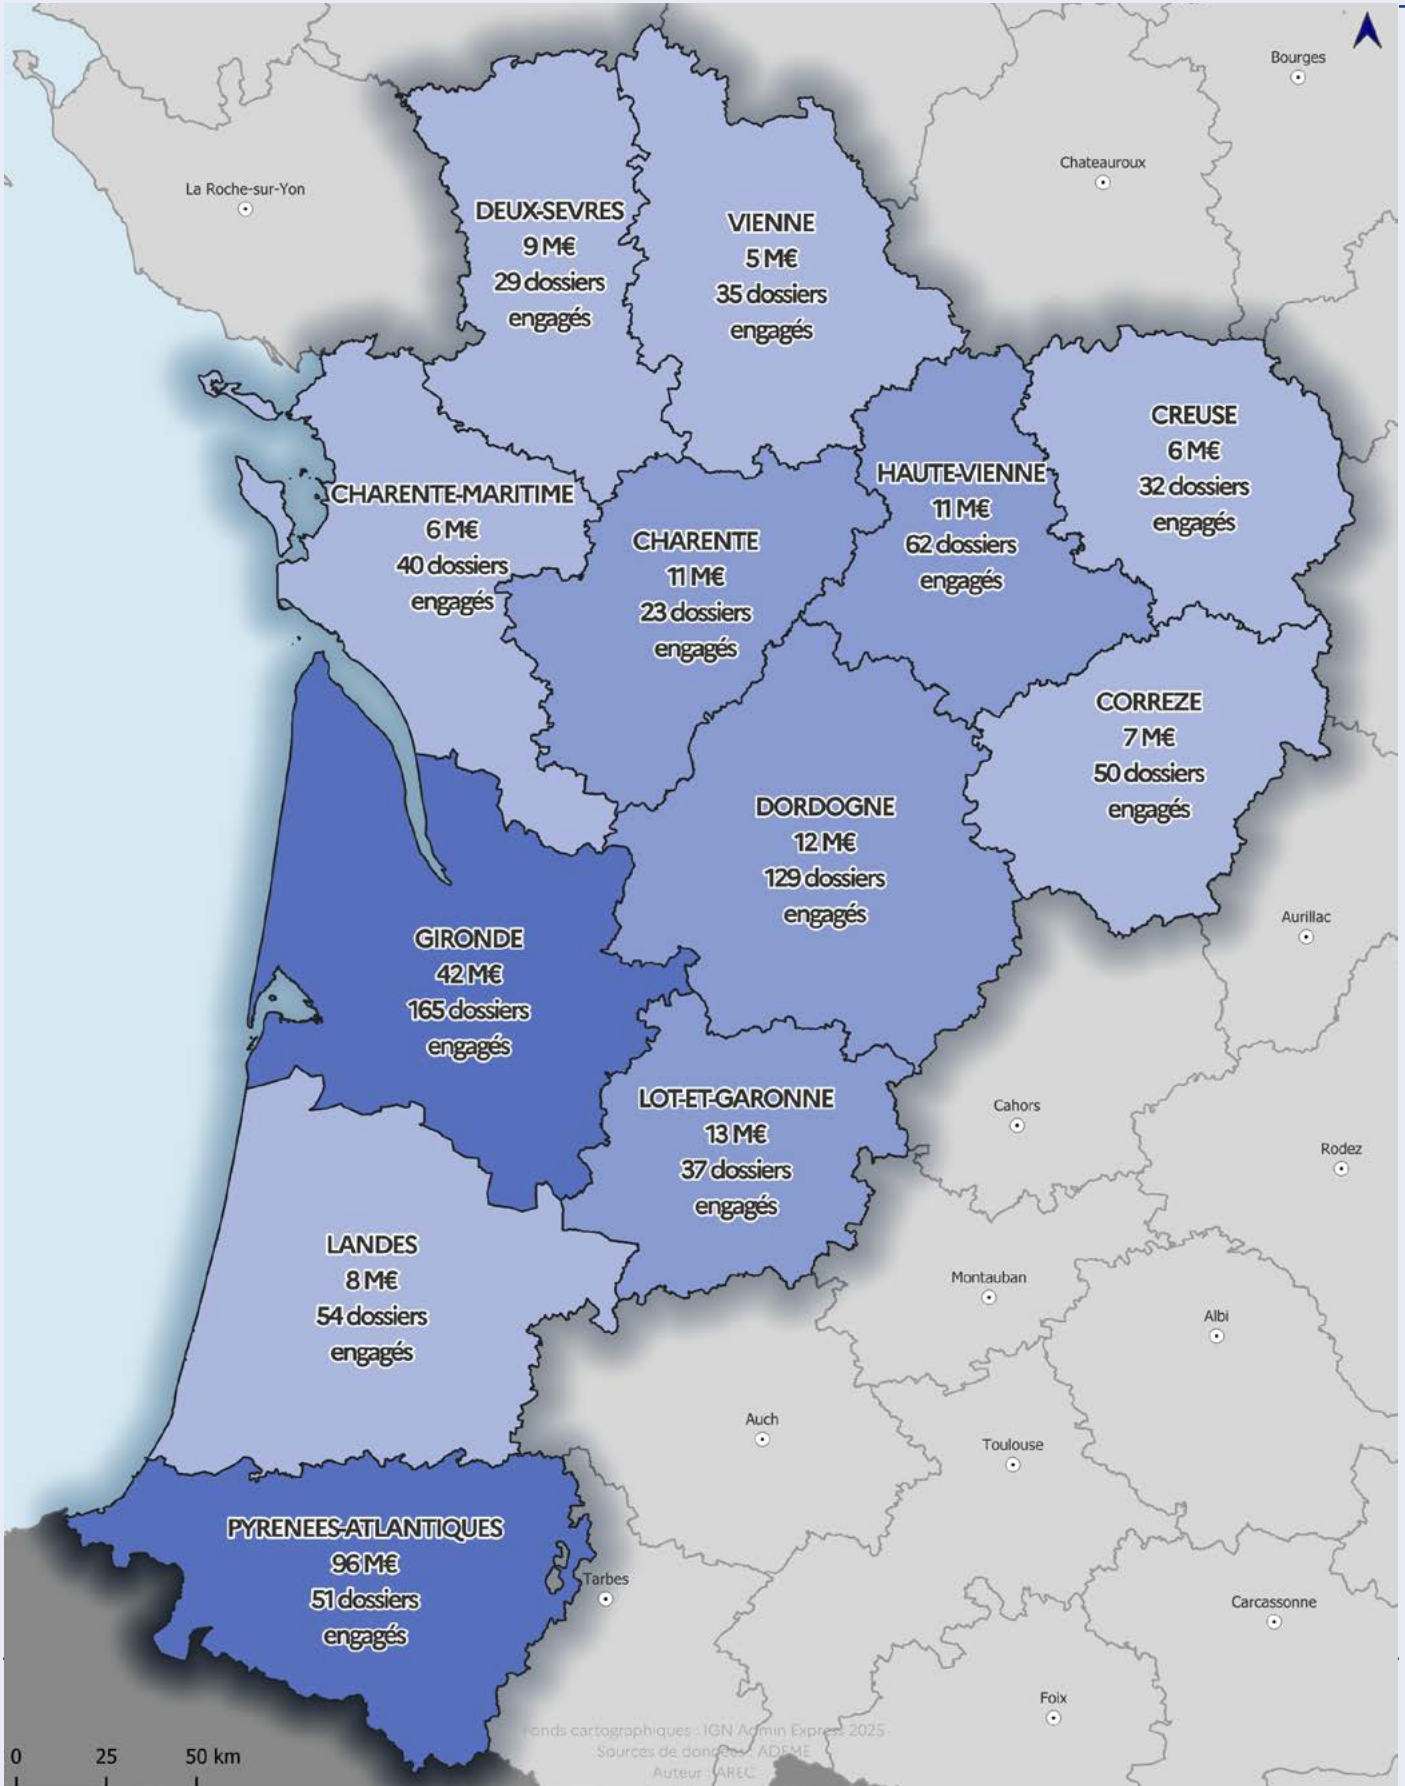 Bourges
Chateauroux
La Roche-sur-Yon
DEUX-SEVRES
9 M€
29 dossiers
engagés
VIENNE
5 M€
35 dossiers
engagés
CREUSE
6 M€
32 dossiers
engagés
HAUTE-VIENNE
11 M€
62 dossiers
engagés
CHARENTE-MARITIME
6 M€
40 dossiers
engagés
CHARENTE
11 M€
23 dossiers
engagés
CORREZE
7 M€
50 dossiers
engagés
DORDOGNE
12 M€
129 dossiers
engagés
Aurillac
GIRONDE
42 M€
165 dossiers
engagés
LOT-ET-GARONNE
13 M€
37 dossiers
engagés
Cahors
Rodez
LANDES
8 M€
54 dossiers
engagés
Montauban
Albi
Auch
Toulouse
PYRENEES-ATLANTIQUES
96 M€
51 dossiers
engagés
Tarbes
Carcassonne
Foix
Fonds cartographiques : IGN Admin Express 2025
Sources de données : ADEME
Auteur : AREC
0 25 50 km